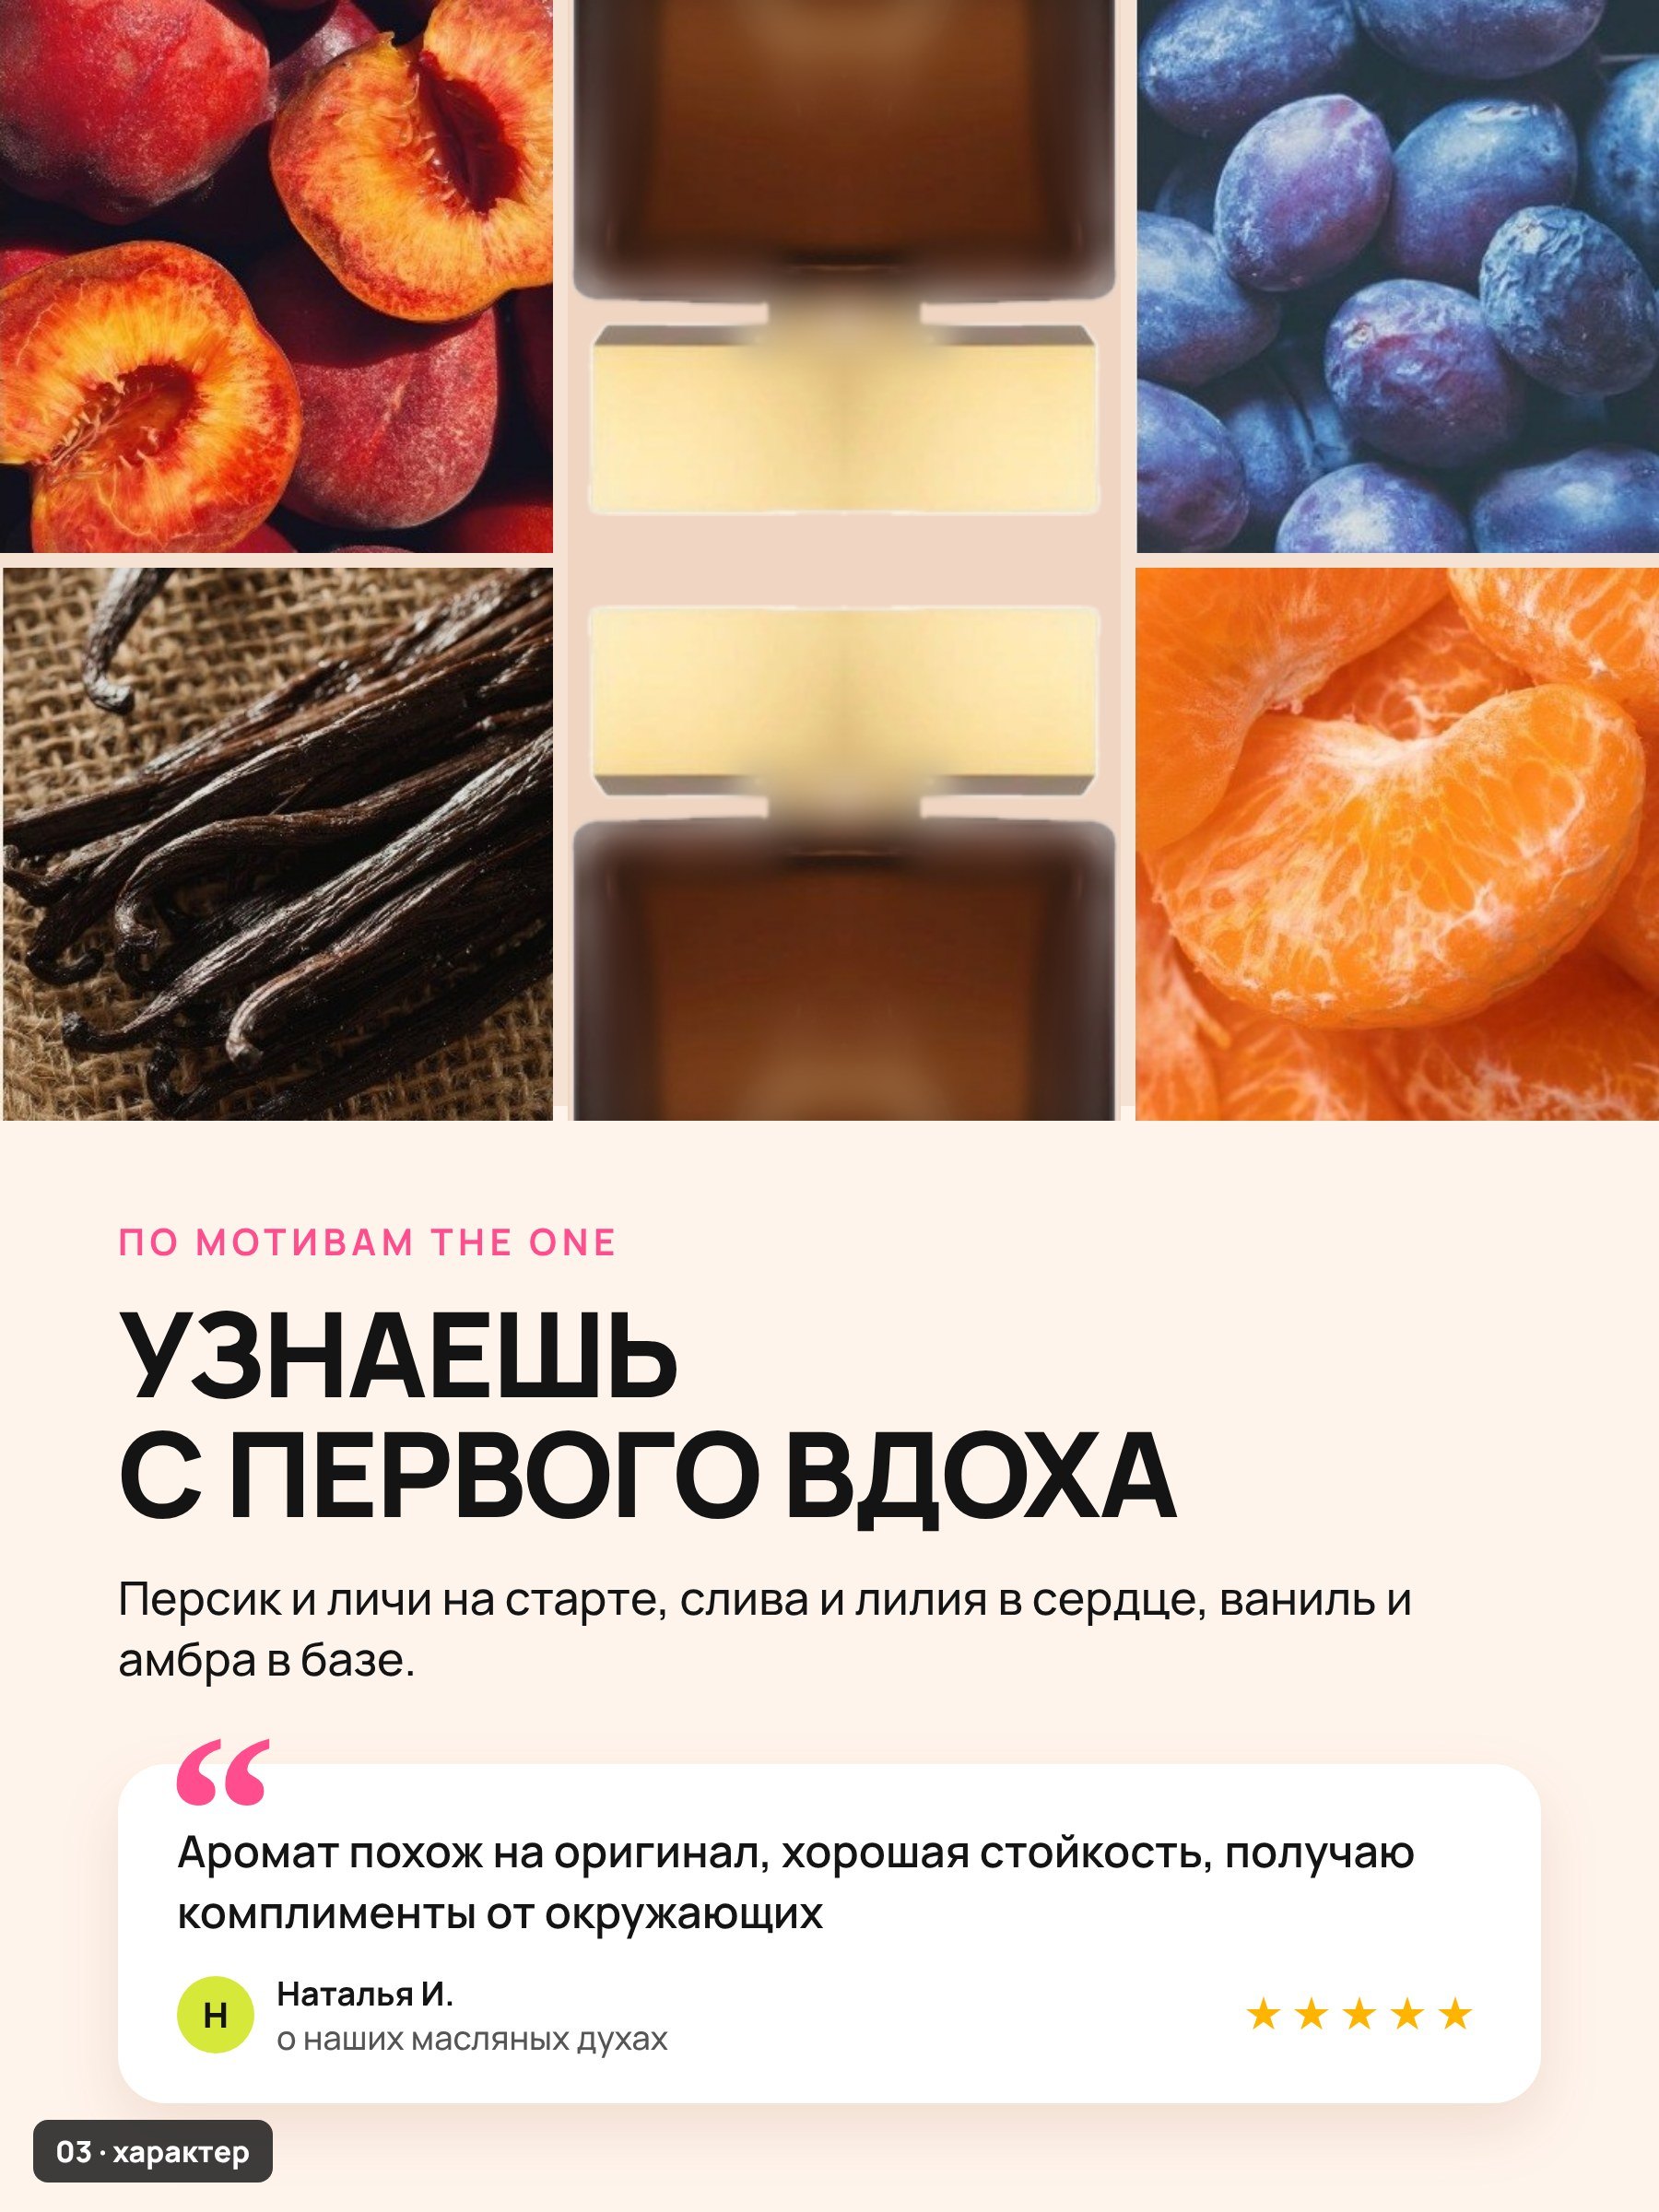 ПО МОТИВАМ THE ONE
УЗНАЕШЬ
С ПЕРВОГО ВДОХА
Персик и личи на старте, слива и лилия в сердце, ваниль и
амбра в базе.
“
Аромат похож на оригинал, хорошая стойкость, получаю
комплименты от окружающих
Н
Наталья И.
о наших масляных духах
★★★★★
03 · характер